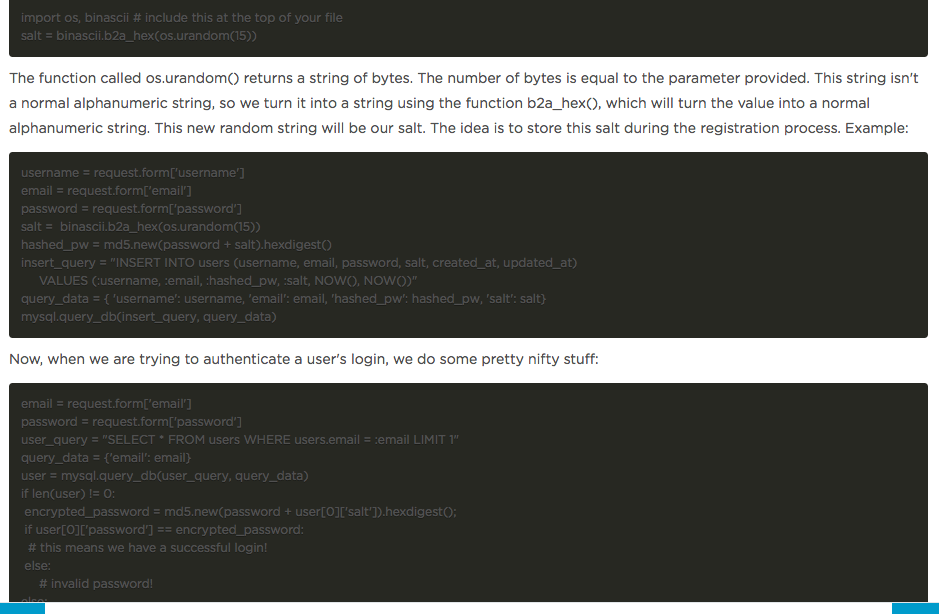 import os, binascii # include this at the top of your file
salt = binascii.b2a_hex(os.urandom(15))
The function called os.urandom() returns a string of bytes. The number of bytes is equal to the parameter provided. This string isn't
a normal alphanumeric string, so we turn it into a string using the function b2a_hex(), which will turn the value into a normal
alphanumeric string. This new random string will be our salt. The idea is to store this salt during the registration process. Example:
username = request.form['username']
email = request.form['email']
password = request.form['password']
salt =  binascii.b2a_hex(os.urandom(15))
hashed_pw = md5.new(password + salt).hexdigest()
insert_query = "INSERT INTO users (username, email, password, salt, created_at, updated_at)
VALUES (:username, :email, :hashed_pw, :salt, NOW(), NOW())"
query_data = { 'username': username, 'email': email, 'hashed_pw': hashed_pw, 'salt': salt}
mysql.query_db(insert_query, query_data)
Now, when we are trying to authenticate a user's login, we do some pretty nifty stuff:
email = request.form['email']
password = request.form['password']
user_query = "SELECT * FROM users WHERE users.email = :email LIMIT 1"
query_data = {'email': email}
user = mysql.query_db(user_query, query_data)
if len(user) != 0:
encrypted_password = md5.new(password + user[0]['salt']).hexdigest();
if user[0]['password'] == encrypted_password:
# this means we have a successful login!
else:
# invalid password!
else: